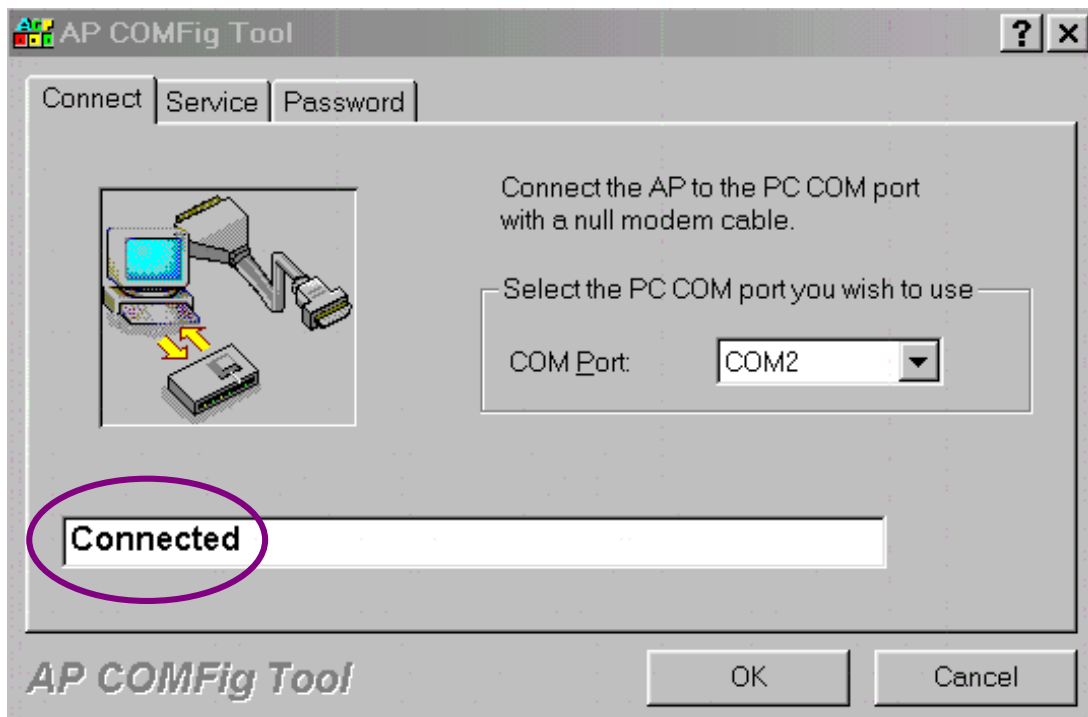 AP COMFig Tool
Connect Service Password
Connect the AP to the PC COM port
with a null modem cable.
Select the PC COM port you wish to use
COM Port: COM2
Connected
AP COMFig Tool
OK Cancel